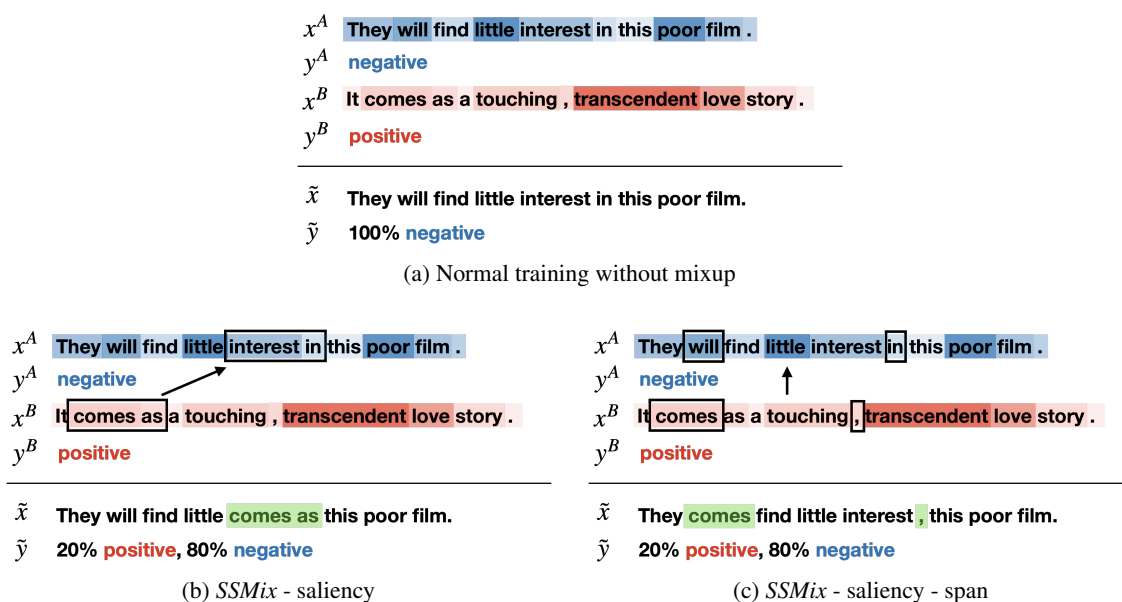 x^A They will find little interest in this poor film .
y^A negative
x^B It comes as a touching , transcendent love story .
y^B positive
x̃ They will find little interest in this poor film.
ỹ 100% negative
(a) Normal training without mixup
x^A They will find little interest in this poor film .
y^A negative
x^B It comes as a touching , transcendent love story .
y^B positive
x̃ They will find little comes as this poor film.
ỹ 20% positive, 80% negative
(b) SSMix - saliency
x^A They will find little interest in this poor film .
y^A negative
x^B It comes as a touching , transcendent love story .
y^B positive
x̃ They comes find little interest , this poor film.
ỹ 20% positive, 80% negative
(c) SSMix - saliency - span